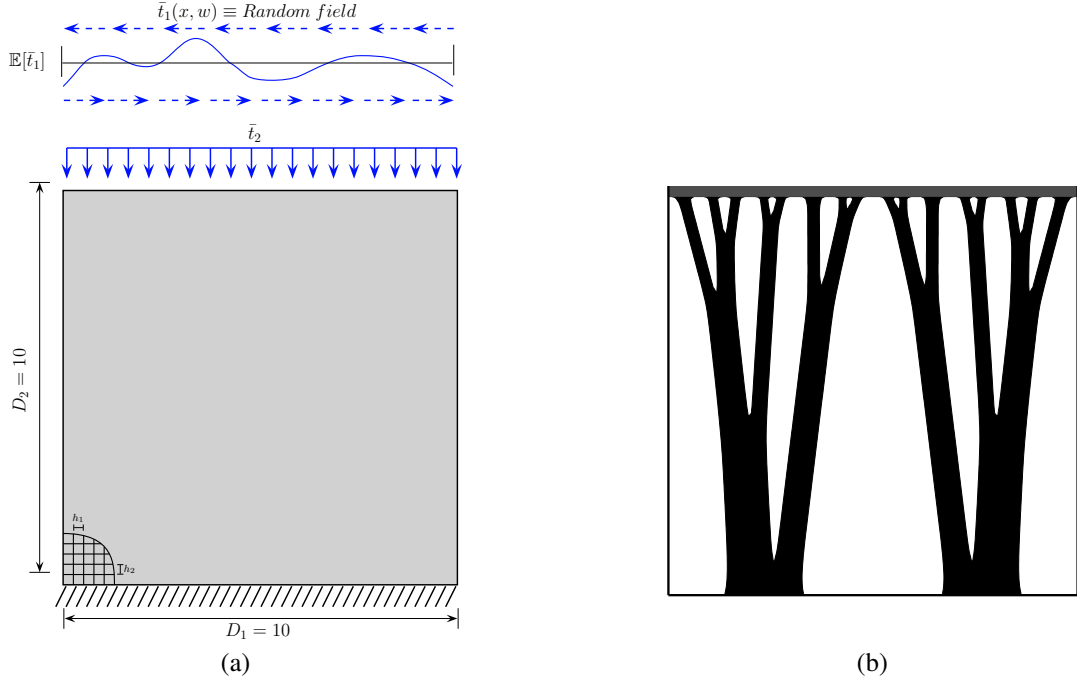 t̄₁(x, w) ≡ Random field
𝔼[t̄₁]
t̄₂
D₂ = 10
h₁
h₂
D₁ = 10
(a)
(b)